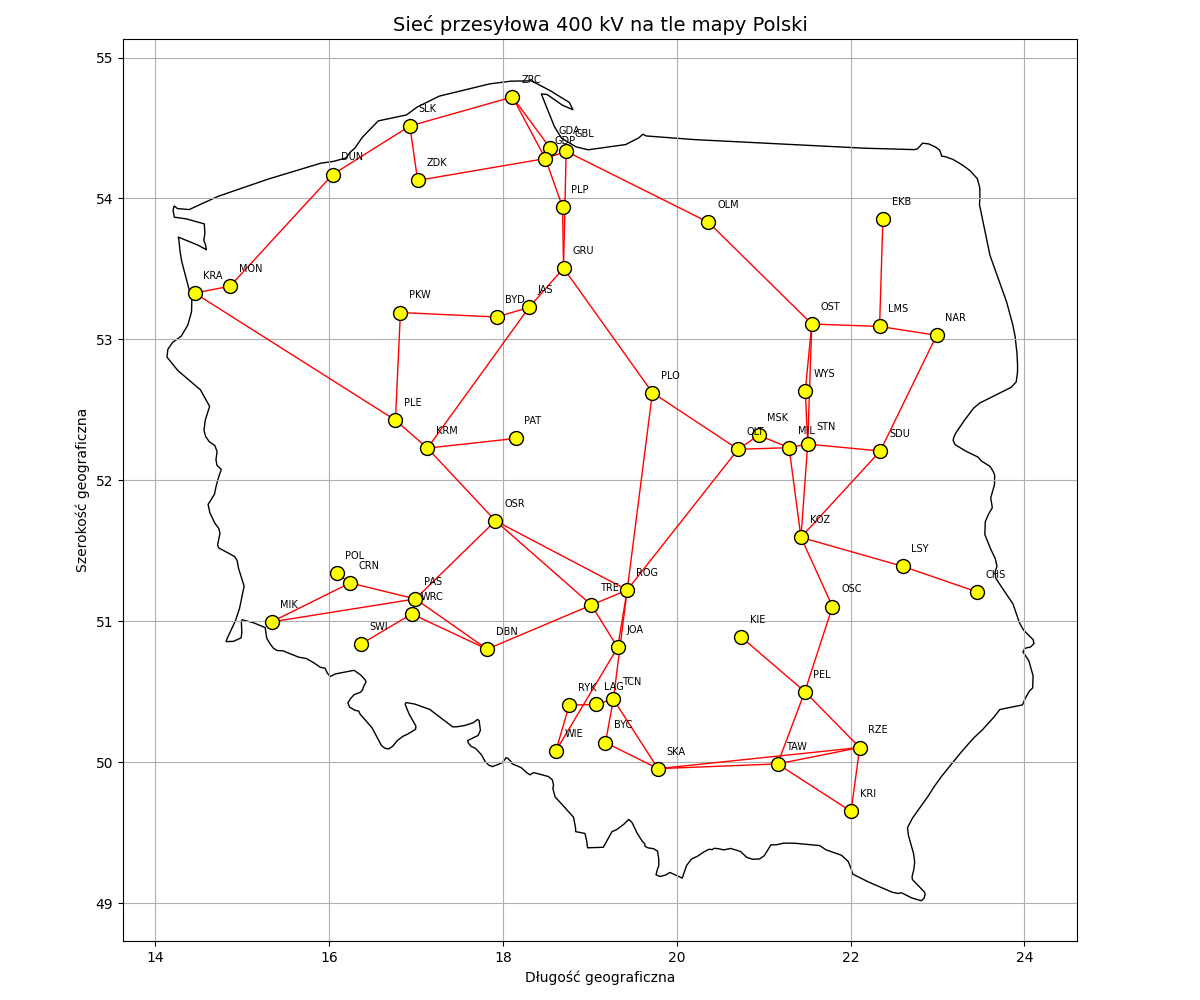 Sieć przesyłowa 400 kV na tle mapy Polski
55
ZRC
SLK
GDA
GBL
GDP
DUN
ZDK
PLP
54
OLM
EKB
GRU
KRA
MON
JAS
PKW
BYD
OST
LMS
NAR
53
PLO
WYS
PLE
PAT
MSK
KRM
OLT
MIL
STN
SDU
52
OSR
KOZ
POL
CRN
LSY
CHS
PAS
WRC
TRE
ROG
OSC
MIK
51
SWI
DBN
JOA
KIE
RYK
LAG
TCN
PEL
WIE
BYC
SKA
TAW
RZE
50
KRI
49
14
16
18
20
22
24
Szerokość geograficzna
Długość geograficzna